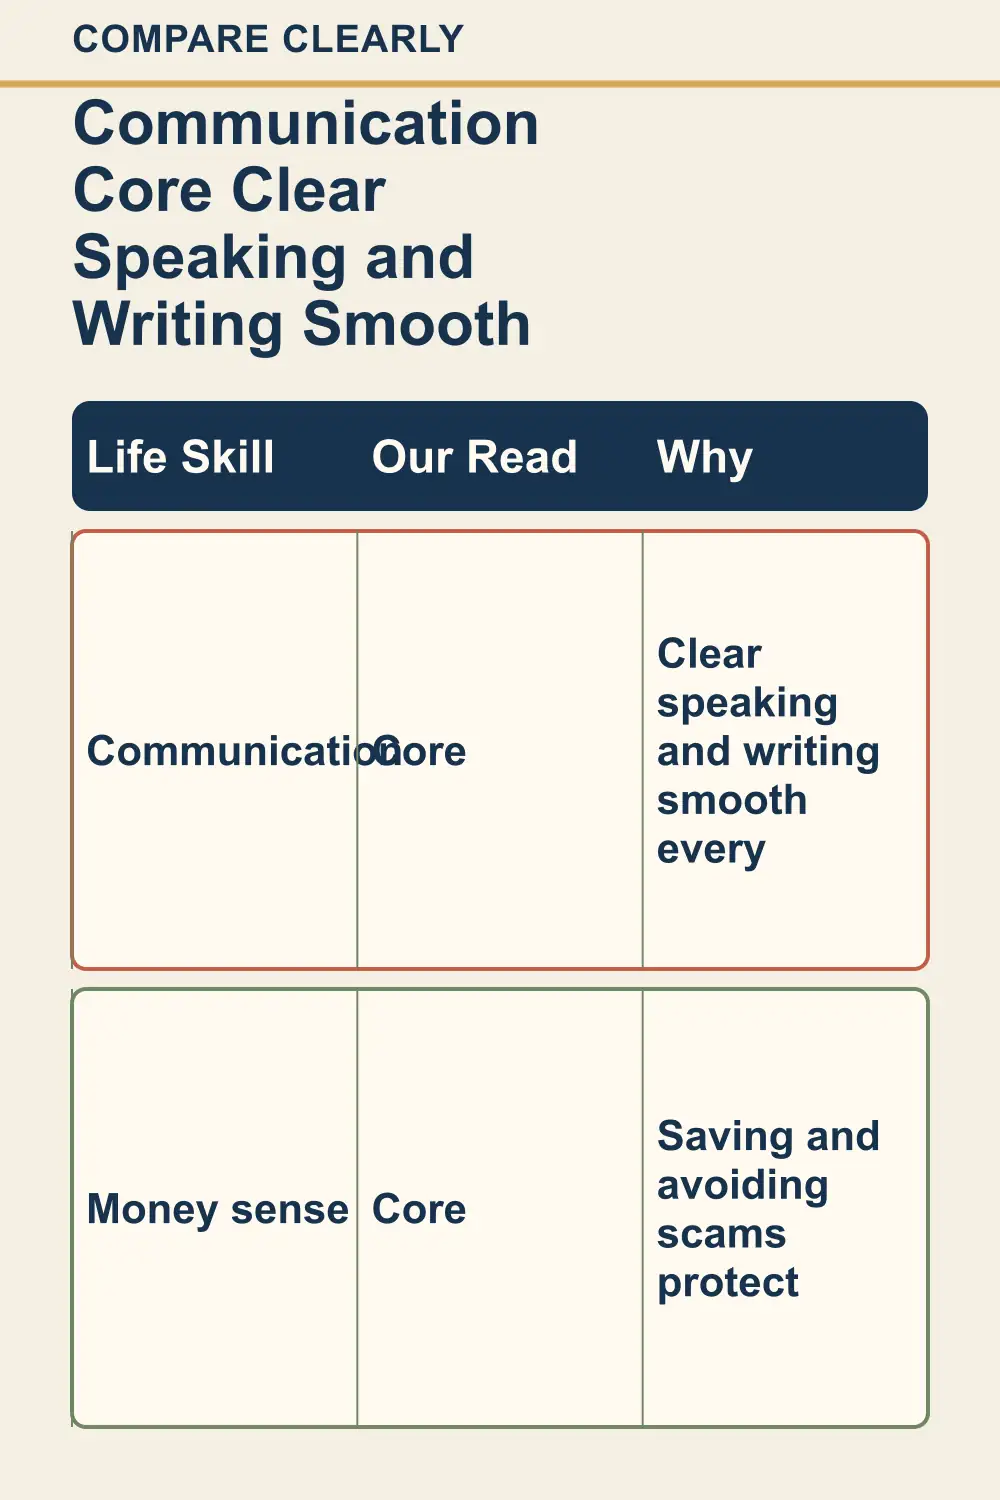 COMPARE CLEARLY
Communication
Core Clear
Speaking and
Writing Smooth
Life Skill Our Read Why
Communication Core
Clear
speaking
and writing
smooth
every
Money sense Core
Saving and
avoiding
scams
protect